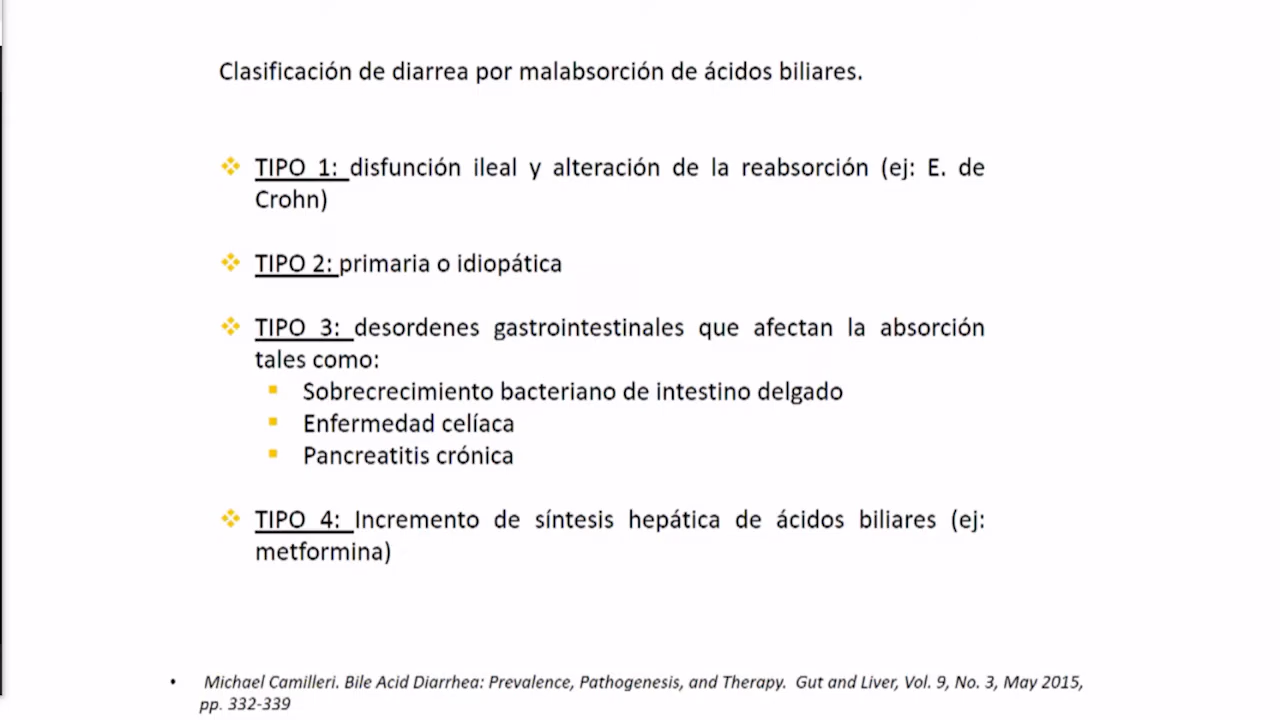 Clasificación de diarrea por malabsorción de ácidos biliares.
TIPO 1: disfunción ileal y alteración de la reabsorción (ej: E. de
Crohn)
TIPO 2: primaria o idiopática
TIPO 3: desordenes gastrointestinales que afectan la absorción
tales como:
Sobrecrecimiento bacteriano de intestino delgado
Enfermedad celíaca
Pancreatitis crónica
TIPO 4: Incremento de síntesis hepática de ácidos biliares (ej:
metformina)
• Michael Camilleri. Bile Acid Diarrhea: Prevalence, Pathogenesis, and Therapy. Gut and Liver, Vol. 9, No. 3, May 2015,
pp. 332-339